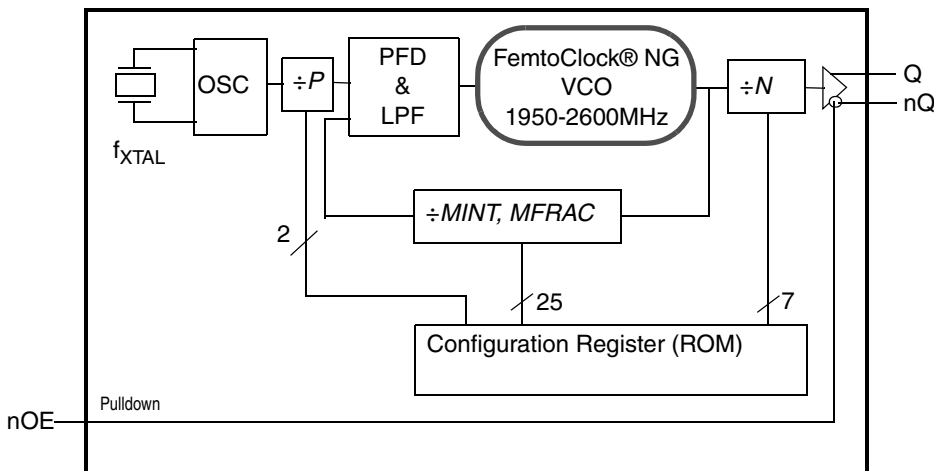 OSC
÷P
PFD
&
LPF
FemtoClock® NG
VCO
1950-2600MHz
÷N
Q
nQ
fXTAL
÷MINT, MFRAC
2
25
7
Configuration Register (ROM)
Pulldown
nOE